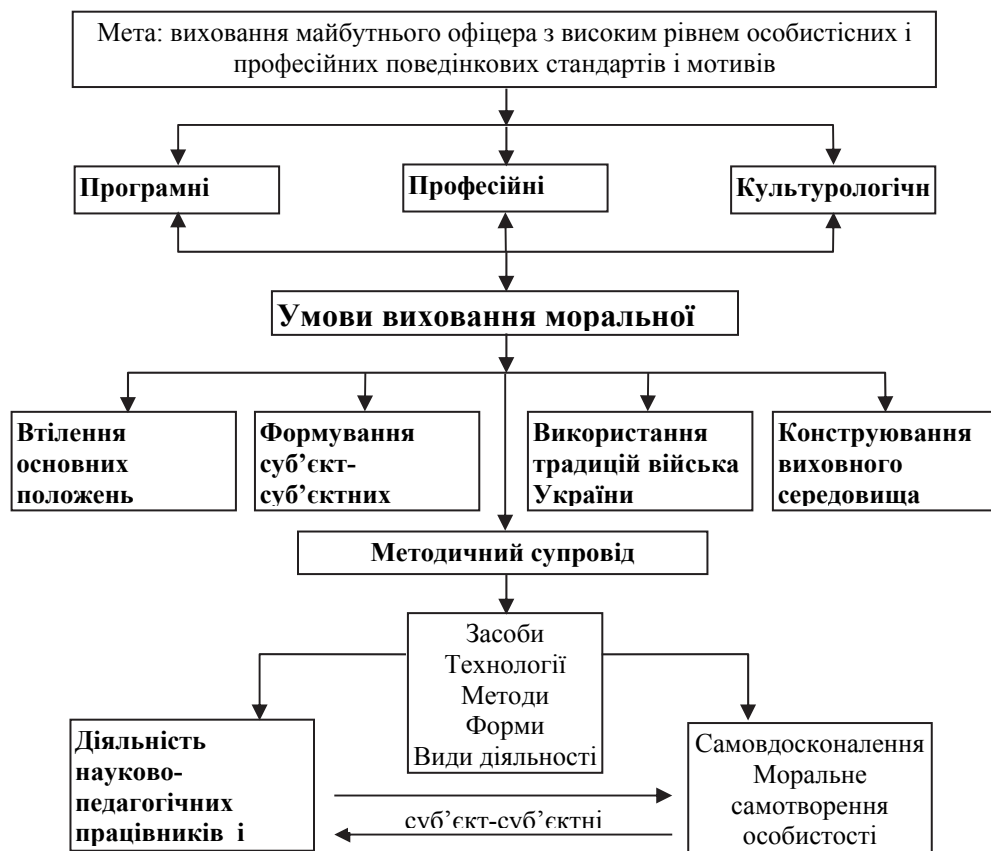 Мета: виховання майбутнього офіцера з високим рівнем особистісних і
професійних поведінкових стандартів і мотивів
Програмні
Професійні
Культурологічн
Умови виховання моральної
Втілення
основних
положень
Формування
суб’єкт-
суб’єктних
Використання
традицій війська
України
Конструювання
виховного
середовища
Методичний супровід
Засоби
Технології
Методи
Форми
Види діяльності
Діяльність
науково-
педагогічних
працівників і
суб’єкт-суб’єктні
Самовдосконалення
Моральне
самотворення
особистості